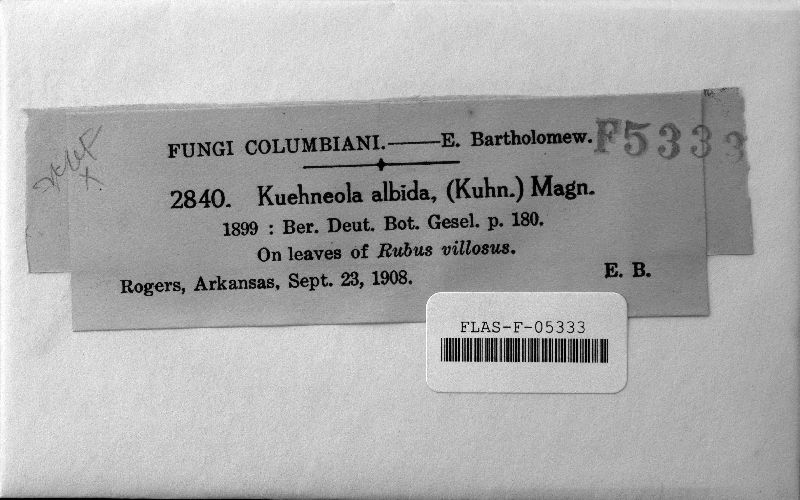 FUNGI COLUMBIANI.——E. Bartholomew.
F5333
2840. Kuehneola albida, (Kuhn.) Magn.
1899 : Ber. Deut. Bot. Gesel. p. 180.
On leaves of Rubus villosus.
Rogers, Arkansas, Sept. 23, 1908.
E. B.
FLAS-F-05333